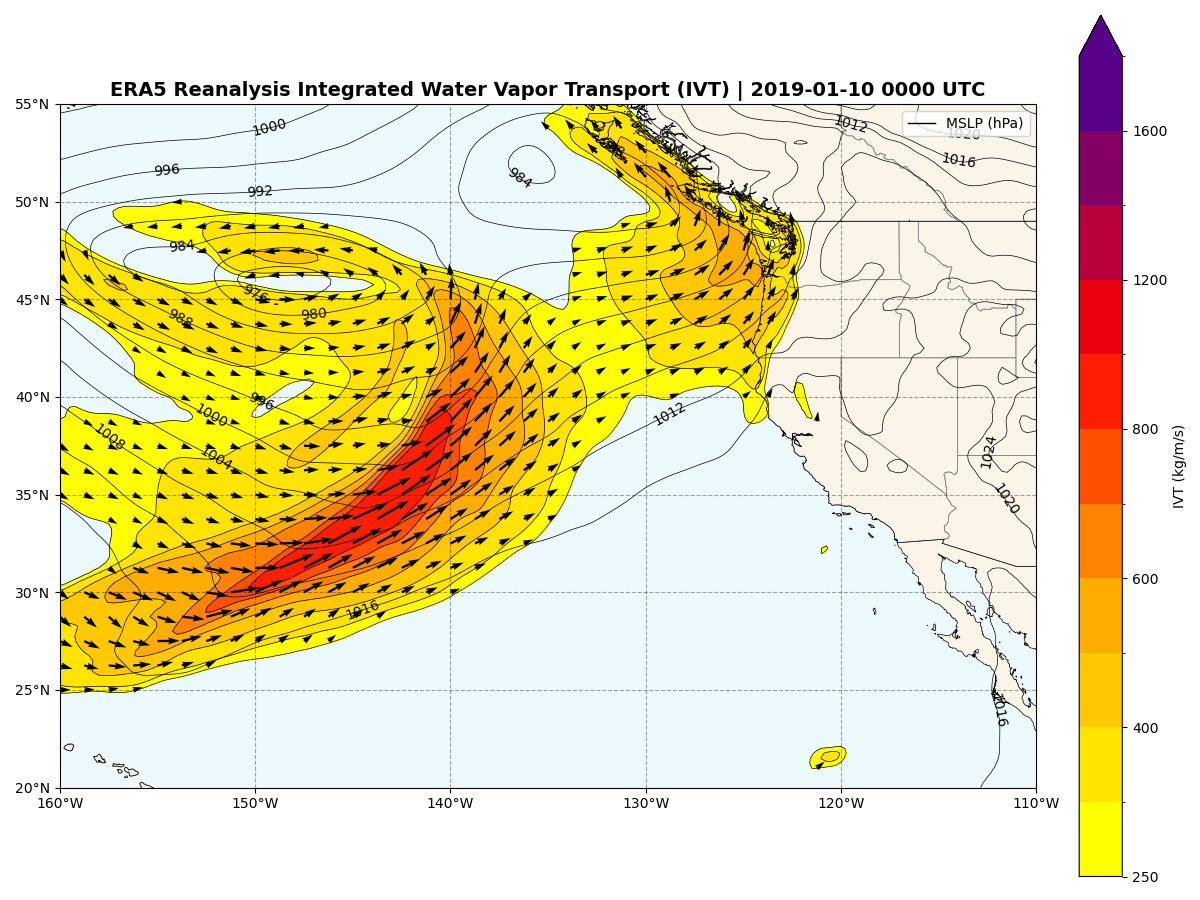 ERA5 Reanalysis Integrated Water Vapor Transport (IVT) | 2019-01-10 0000 UTC
55°N
50°N
45°N
40°N
35°N
30°N
25°N
20°N
160°W
150°W
140°W
130°W
120°W
110°W
MSLP (hPa)
1000
996
992
984
984
976
980
988
996
1000
1008
1004
1012
1016
1012
1020
1016
1024
1020
1016
1600
1200
800
600
400
250
IVT (kg/m/s)